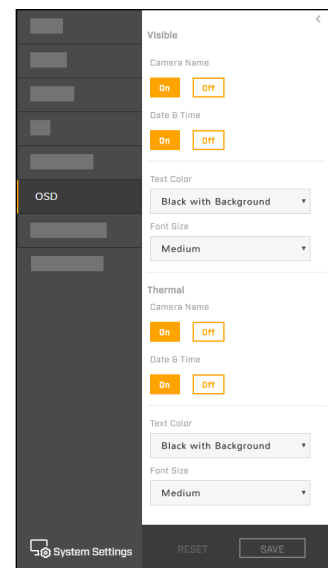 Visible
Camera Name
On Off
Date & Time
On Off
OSD
Text Color
Black with Background
Font Size
Medium
Thermal
Camera Name
On Off
Date & Time
On Off
Text Color
Black with Background
Font Size
Medium
System Settings
RESET SAVE